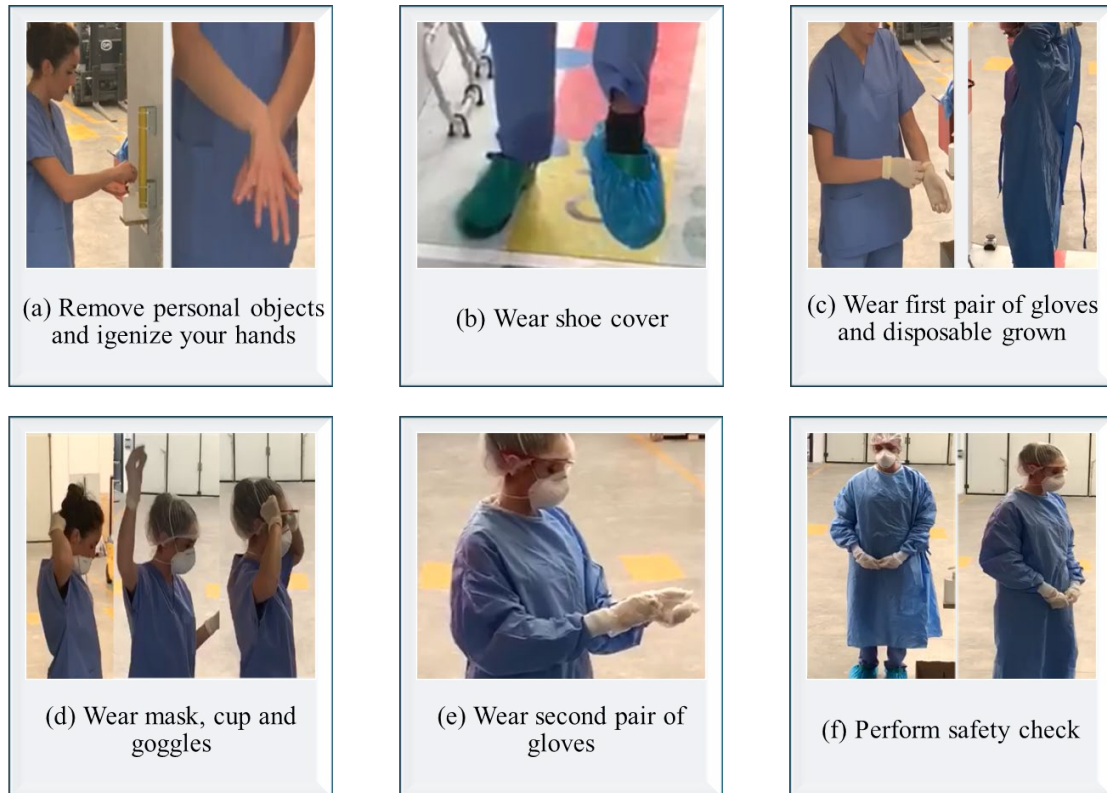 (a) Remove personal objects
and igenize your hands
(b) Wear shoe cover
(c) Wear first pair of gloves
and disposable grown
(d) Wear mask, cup and
goggles
(e) Wear second pair of
gloves
(f) Perform safety check